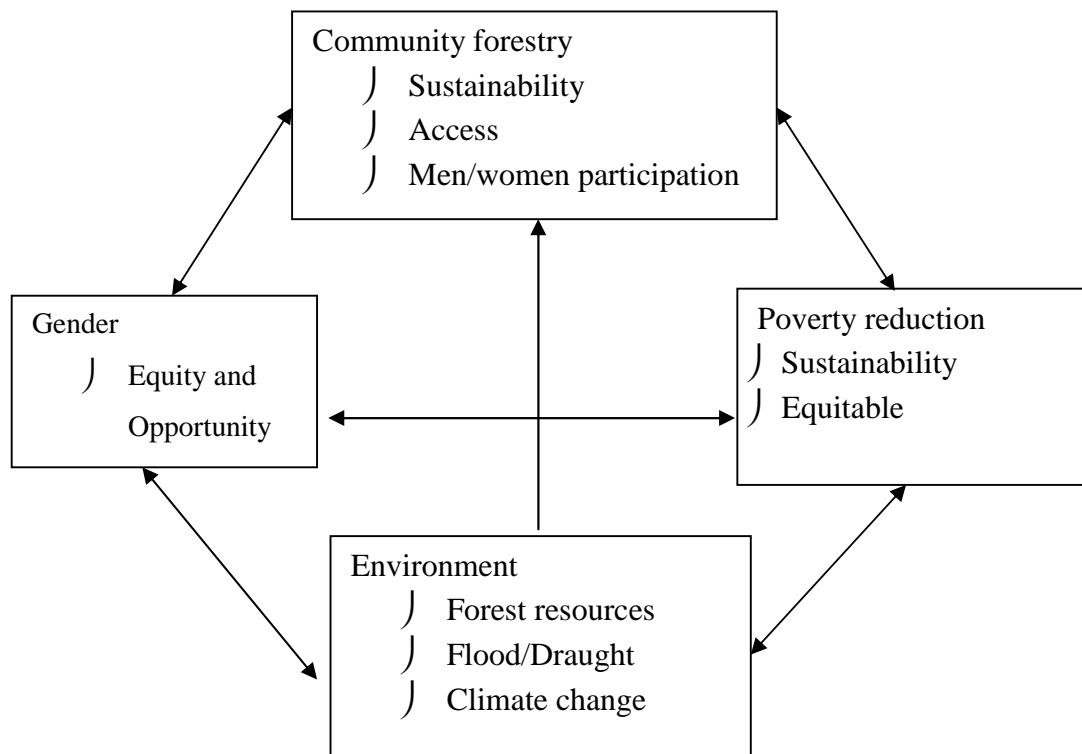 Community forestry
Sustainability
Access
Men/women participation
Gender
Equity and
Opportunity
Poverty reduction
Sustainability
Equitable
Environment
Forest resources
Flood/Draught
Climate change